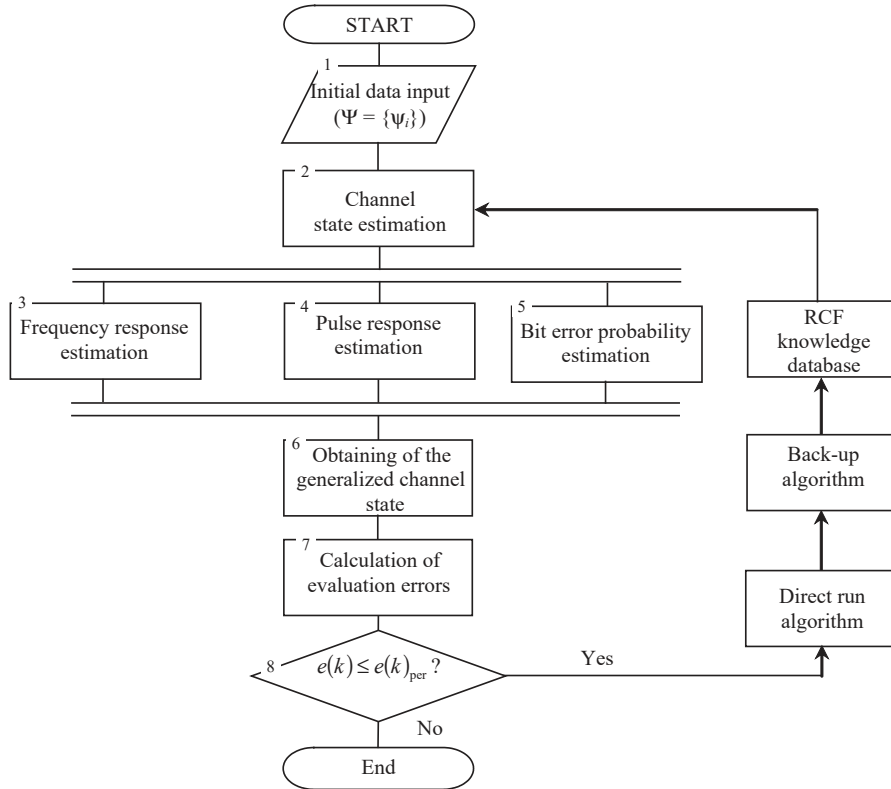 START
1
Initial data input
(Ψ = {ψi})
2
Channel
state estimation
3
Frequency response
estimation
4
Pulse response
estimation
5
Bit error probability
estimation
RCF
knowledge
database
6
Obtaining of the
generalized channel
state
Back-up
algorithm
7
Calculation of
evaluation errors
Direct run
algorithm
8
e(k) ≤ e(k)per ?
Yes
No
End